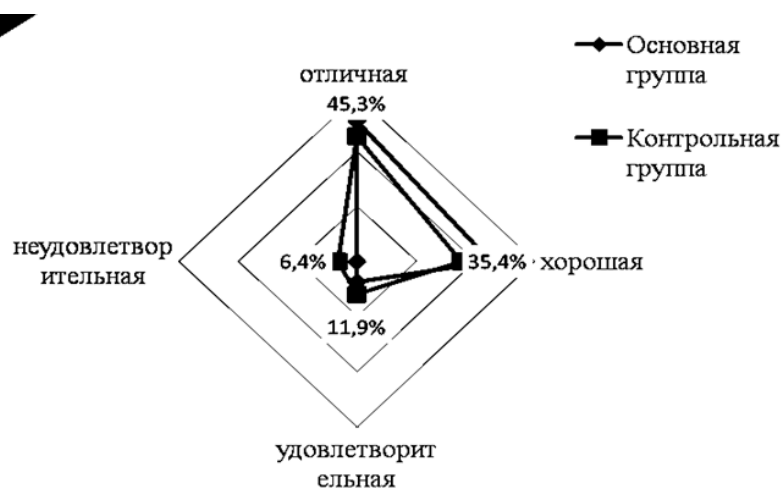 Основная
группа
Контрольная
группа
отличная
45,3%
неудовлетвор
ительная
6,4%
35,4%
хорошая
11,9%
удовлетворит
ельная